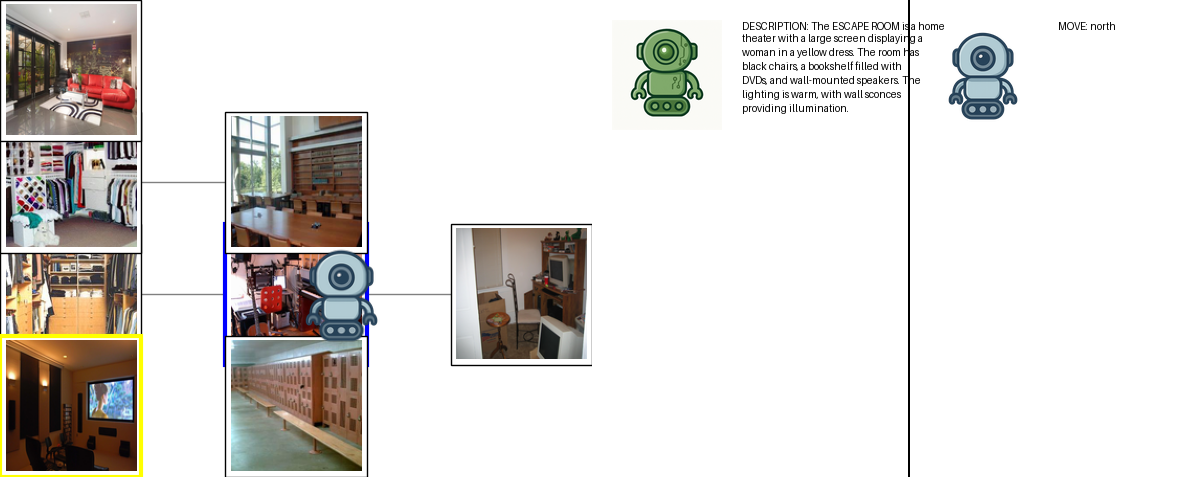 DESCRIPTION: The ESCAPE ROOM is a home
theater with a large screen displaying a
woman in a yellow dress. The room has
black chairs, a bookshelf filled with
DVDs, and wall-mounted speakers. The
lighting is warm, with wall sconces
providing illumination.
MOVE: north